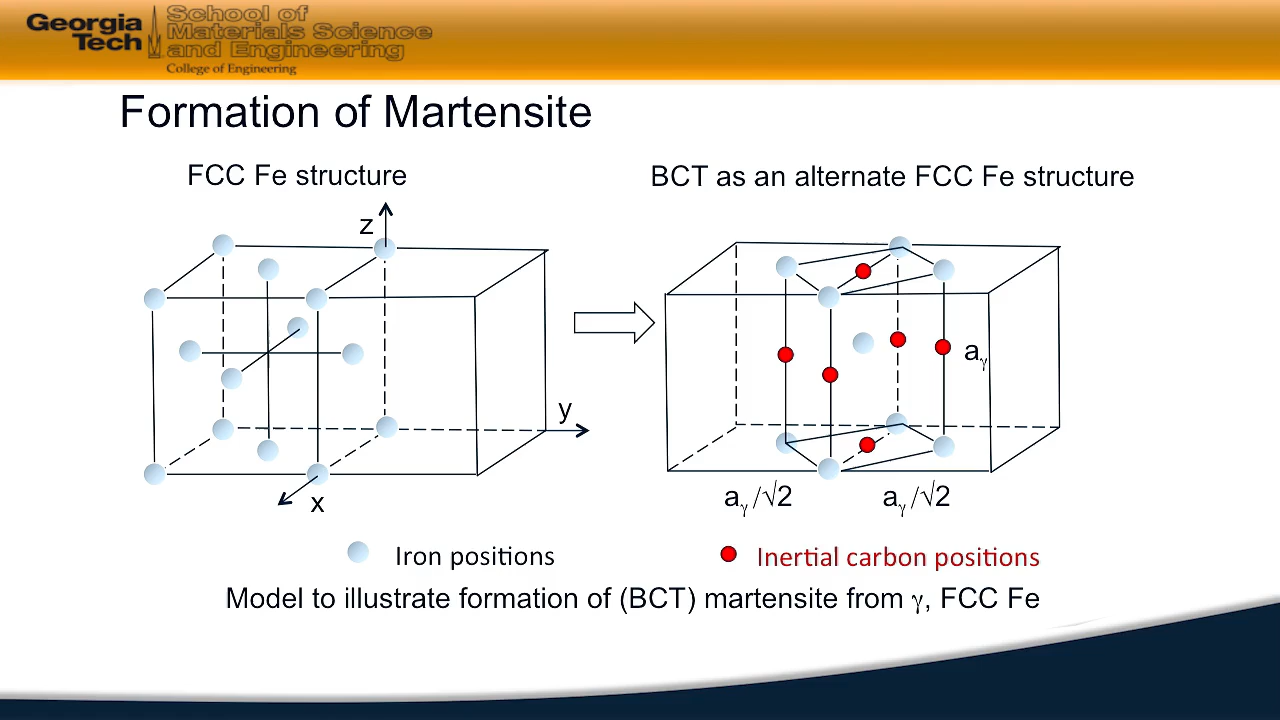 Georgia
Tech
School of
Materials Science
and Engineering
College of Engineering
Formation of Martensite
FCC Fe structure
BCT as an alternate FCC Fe structure
z
y
x
aγ
aγ/√2
aγ/√2
Iron positions
Inertial carbon positions
Model to illustrate formation of (BCT) martensite from γ, FCC Fe